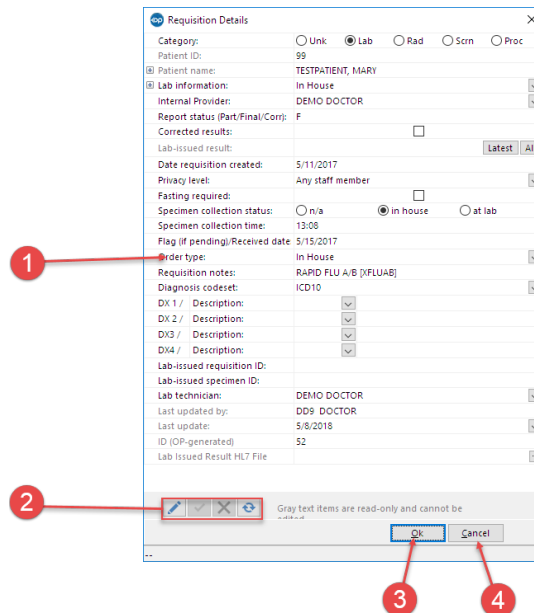 op Requisition Details
Category: Unk Lab Rad Scrn Proc
Patient ID: 99
Patient name: TESTPATIENT, MARY
Lab information: In House
Internal Provider: DEMO DOCTOR
Report status (Part/Final/Corr): F
Corrected results:
Lab-issued result: Latest Al
Date requisition created: 5/11/2017
Privacy level: Any staff member
Fasting required:
Specimen collection status: n/a in house at lab
Specimen collection time: 13:08
Flag (if pending)/Received date 5/15/2017
1 Order type: In House
Requisition notes: RAPID FLU A/B [XFLUAB]
Diagnosis codeset: ICD10
DX 1 / Description:
DX 2 / Description:
DX3 / Description:
DX4 / Description:
Lab-issued requisition ID:
Lab-issued specimen ID:
Lab technician: DEMO DOCTOR
Last updated by: DD9 DOCTOR
Last update: 5/8/2018
ID (OP-generated) 52
Lab Issued Result HL7 File
2 Gray text items are read-only and cannot be
Ok Cancel
--
3 4